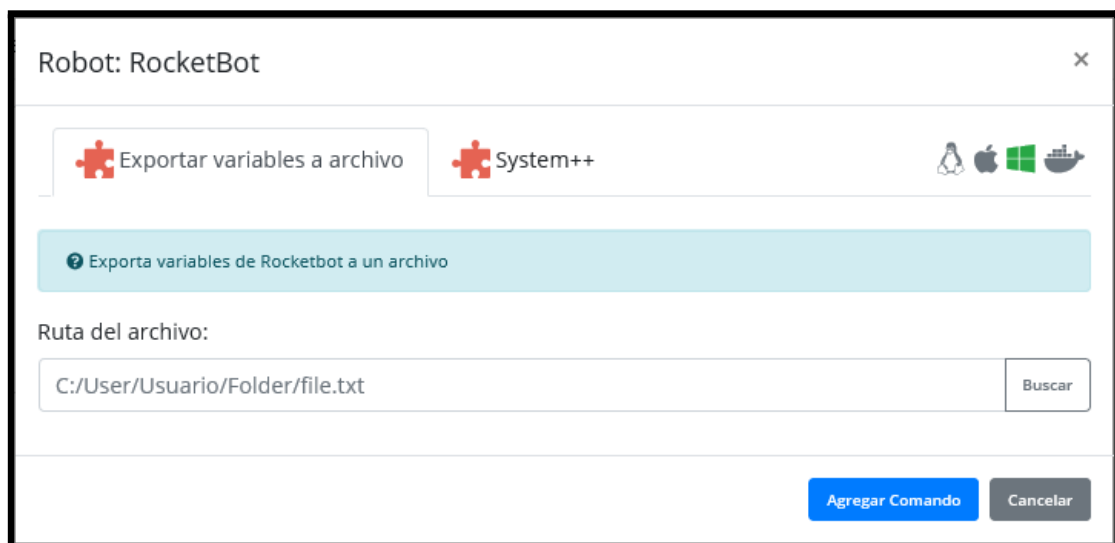 Robot: RocketBot
×
Exportar variables a archivo
System++
Exporta variables de Rocketbot a un archivo
Ruta del archivo:
C:/User/Usuario/Folder/file.txt
Buscar
Agregar Comando
Cancelar